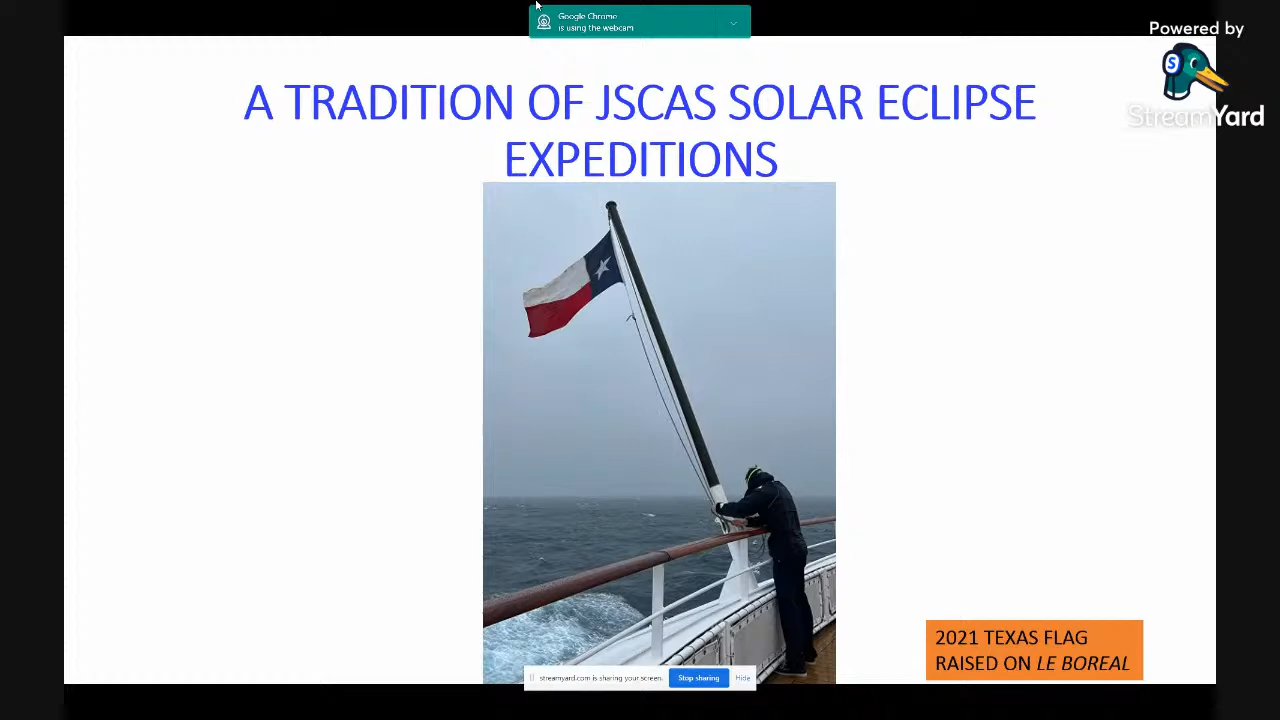 Google Chrome
is using the webcam
Powered by
S
StreamYard
A TRADITION OF JSCAS SOLAR ECLIPSE
EXPEDITIONS
2021 TEXAS FLAG
RAISED ON LE BOREAL
streamyard.com is sharing your screen.
Stop sharing
Hide